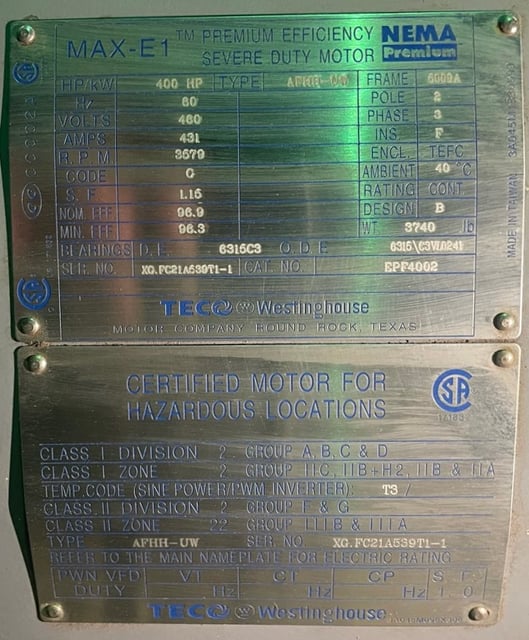 MAX-E1 ™ PREMIUM EFFICIENCY
SEVERE DUTY MOTOR
NEMA
Premium
HP/kW 400 HP TYPE AFHH-UW FRAME 5009A
Hz 60 POLE 2
VOLTS 460 PHASE 3
AMPS 431 INS F
R.P.M. 3579 ENCL. TEFC
CODE G AMBIENT 40 °C
S.F. 1.15 RATING CONT.
NOM. EFF. 96.9 DESIGN B
MIN. EFF. 96.3 WT. 3740 lb
BEARINGS D.E. 6315C3 O.D.E 6315\C3VL0241
SER. NO. XG.FC21A539T1-1 CAT. NO. EPF4002
TECO Westinghouse
MOTOR COMPANY ROUND ROCK, TEXAS
MADE IN TAIWAN
CERTIFIED MOTOR FOR
HAZARDOUS LOCATIONS
CLASS I DIVISION 2, GROUP A, B, C & D
CLASS I ZONE 2, GROUP IIC, IIB+H2, IIB & IIA
TEMP. CODE (SINE POWER/PWM INVERTER): T3 /
CLASS II DIVISION 2, GROUP F & G
CLASS II ZONE 22 GROUP IIIB & IIIA
TYPE AFHH-UW SER. NO. XG.FC21A539T1-1
REFER TO THE MAIN NAMEPLATE FOR ELECTRIC RATING
PWN VFD VT CT CP S.F.
DUTY Hz Hz Hz 1.0
TECO Westinghouse